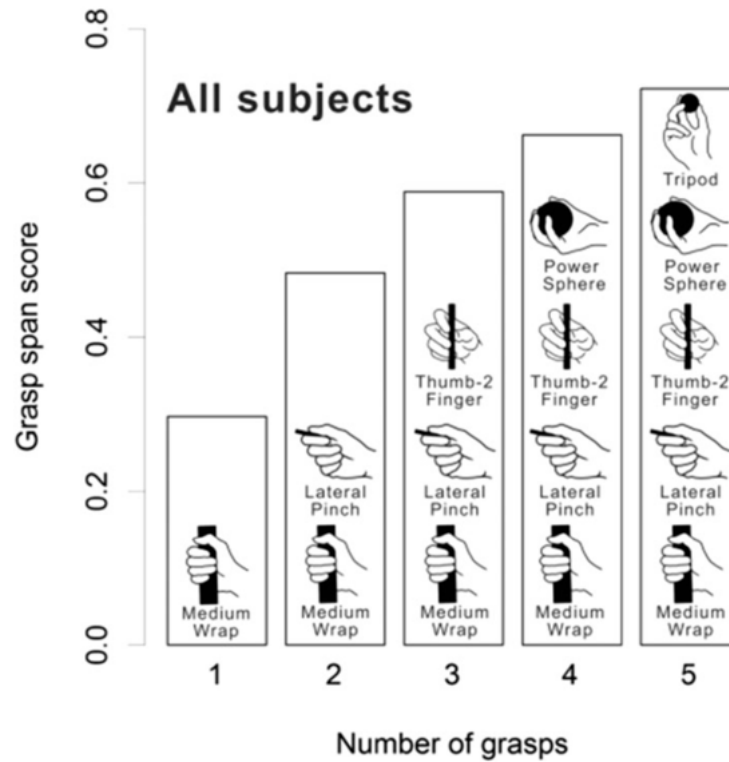 All subjects
Grasp span score
0.8
0.6
0.4
0.2
0.0
Medium
Wrap
Lateral
Pinch
Medium
Wrap
Thumb-2
Finger
Lateral
Pinch
Medium
Wrap
Power
Sphere
Thumb-2
Finger
Lateral
Pinch
Medium
Wrap
Tripod
Power
Sphere
Thumb-2
Finger
Lateral
Pinch
Medium
Wrap
1 2 3 4 5
Number of grasps